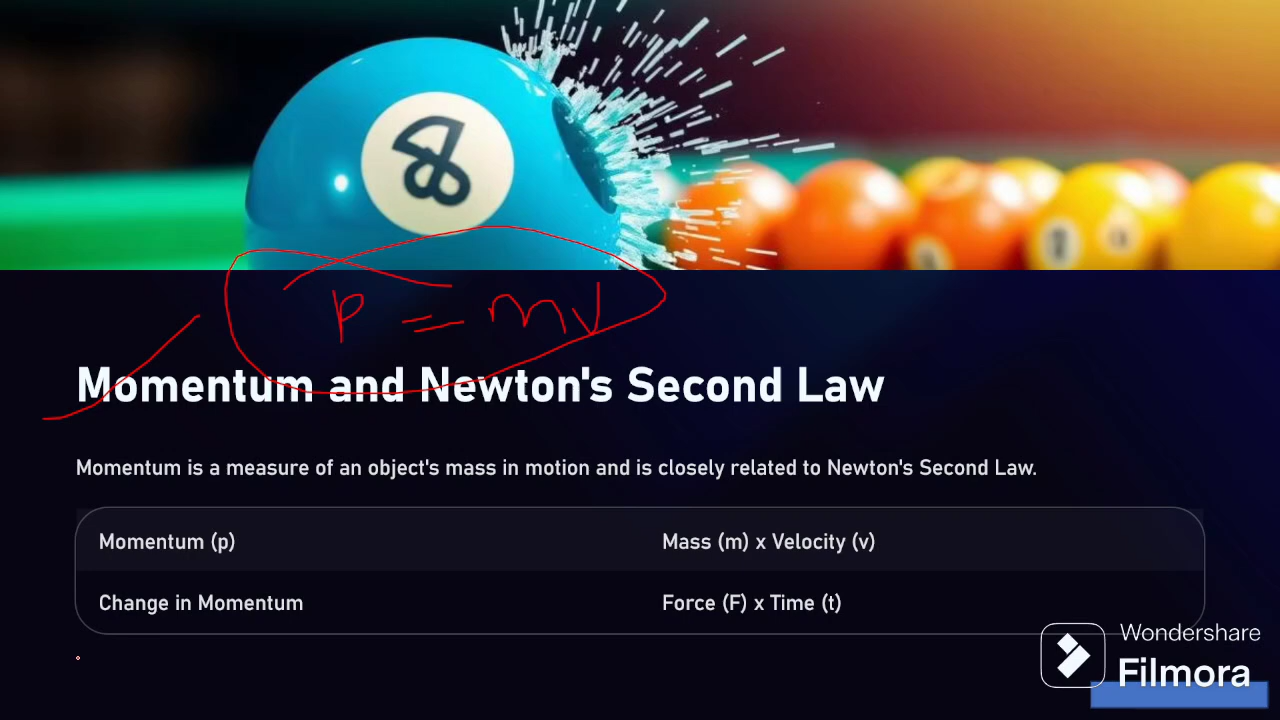 8
p = mv
Momentum and Newton's Second Law
Momentum is a measure of an object's mass in motion and is closely related to Newton's Second Law.
Momentum (p) Mass (m) x Velocity (v)
Change in Momentum Force (F) x Time (t)
Wondershare
Filmora